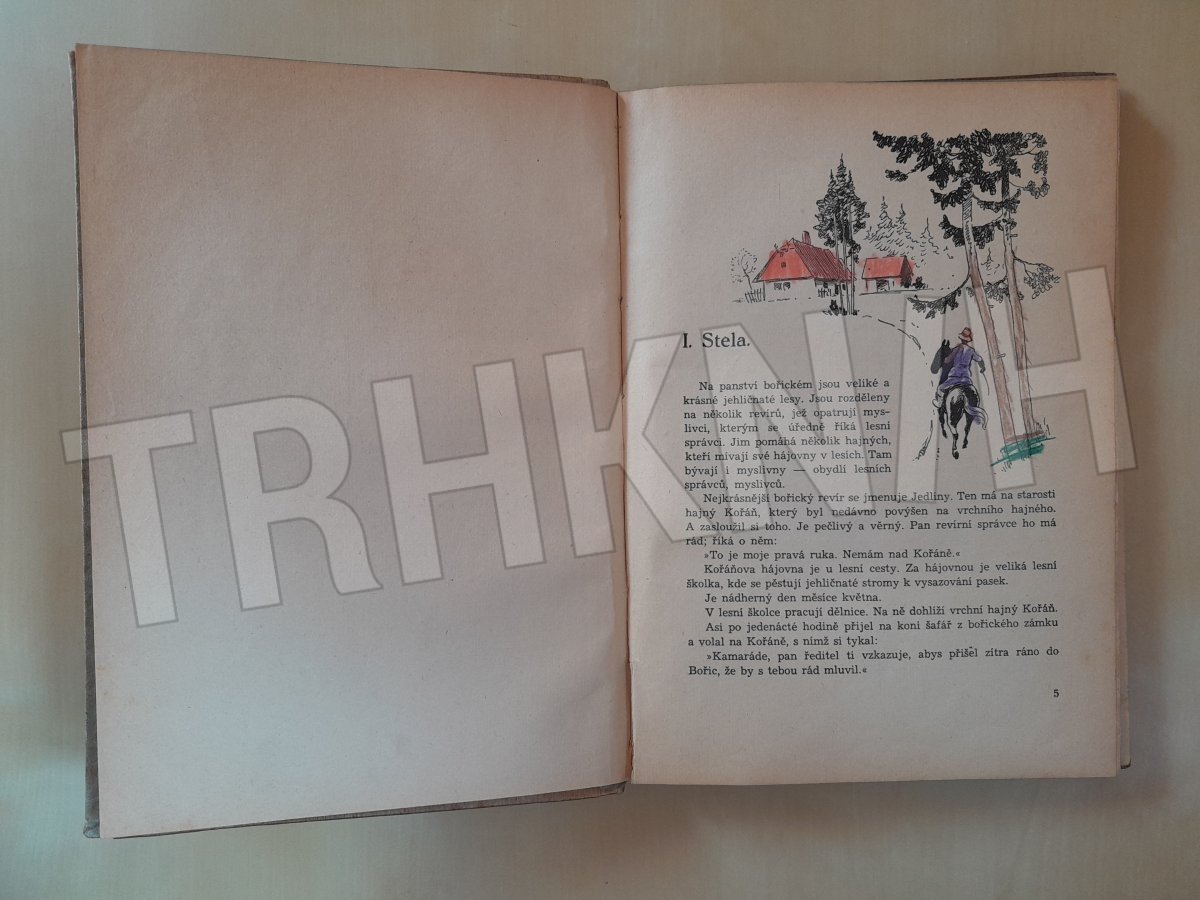 I. Stela.
Na panství bořickém jsou veliké a
krásné jehličnaté lesy. Jsou rozděleny
na několik revírů, jež opatrují mys-
livci, kterým se úředně říká lesní
správci. Jim pomáhá několik hajných,
kteří mívají své hájovny v lesích. Tam
bývají i myslivny — obydlí lesních
správců, myslivců.
Nejkrásnější bořický revír se jmenuje Jedliny. Ten má na starosti
hajný Kořáň, který byl nedávno povýšen na vrchního hajného.
A zasloužil si toho. Je pečlivý a věrný. Pan revírní správce ho má
rád; říká o něm:
»To je moje pravá ruka. Nemám nad Kořáně.«
Kořáňova hájovna je u lesní cesty. Za hájovnou je veliká lesní
školka, kde se pěstují jehličnaté stromy k vysazování pasek.
Je nádherný den měsíce května.
V lesní školce pracují dělnice. Na ně dohlíží vrchní hajný Kořáň.
Asi po jedenácté hodině přijel na koni šafář z bořického zámku
a volal na Kořáně, s nímž si tykal:
»Kamaráde, pan ředitel ti vzkazuje, abys přišel zítra ráno do
Bořic, že by s tebou rád mluvil.«
5
TRHKNIH